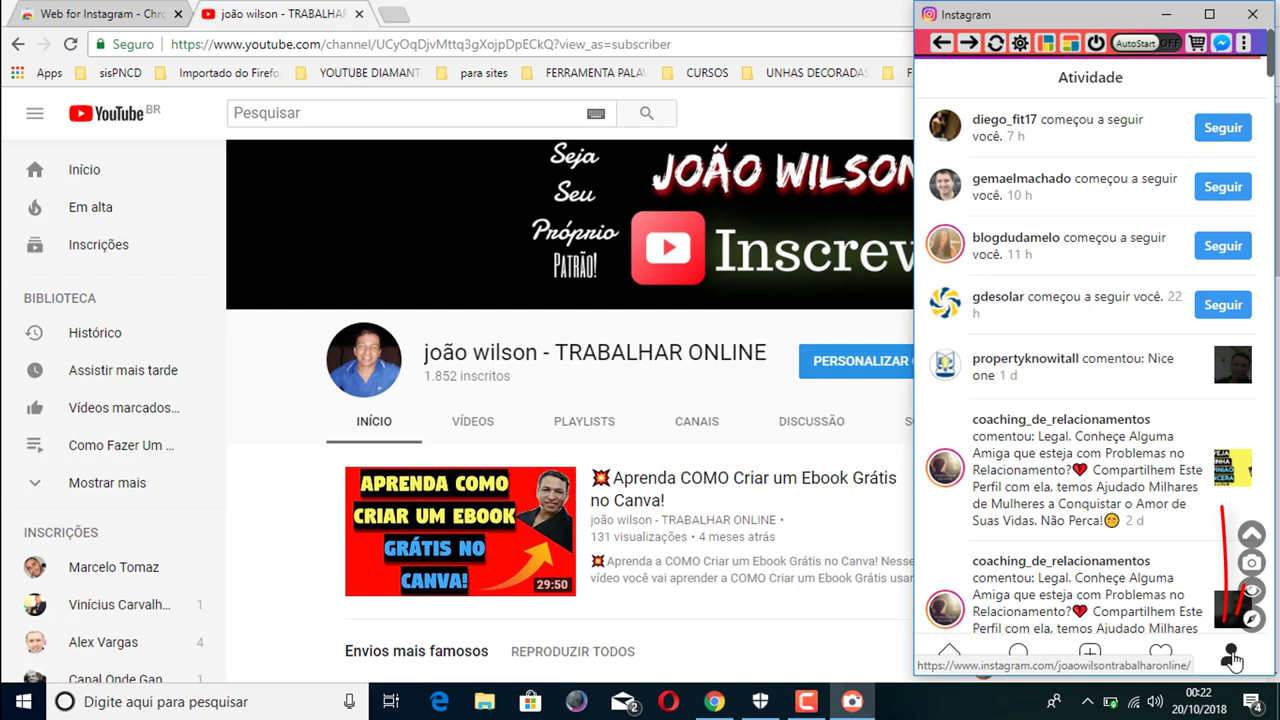 Web for Instagram - Chro
joão wilson - TRABALHAR
Seguro
https://www.youtube.com/channel/UCyOqDjvMttq7gXoinDpECkQ?view_as=subscriber
Apps
sisPNCD
Importado do Firefo
YOUTUBE DIAMANT
para sites
FERRAMENTA PALA
CURSOS
UNHAS DECORADA
YouTube BR
Pesquisar
Início
Em alta
Inscrições
BIBLIOTECA
Histórico
Assistir mais tarde
Vídeos marcados...
Como Fazer Um ...
Mostrar mais
INSCRIÇÕES
Marcelo Tomaz
Vinícius Carvalh... 1
Alex Vargas 4
Canal Onde Gan
Seja
Seu
Próprio
PATRÃO!
JOÃO WILSON
Inscrev
joão wilson - TRABALHAR ONLINE
1.852 inscritos
PERSONALIZAR
INÍCIO
VÍDEOS
PLAYLISTS
CANAIS
DISCUSSÃO
APRENDA COMO
CRIAR UM EBOOK
GRÁTIS NO
CANVA!
29:50
Aprenda COMO Criar um Ebook Grátis
no Canva!
joão wilson - TRABALHAR ONLINE •
131 visualizações • 4 meses atrás
Aprenda a COMO Criar um Ebook Grátis no Canva! Nesse
vídeo você vai aprender a COMO Criar um Ebook Grátis usar
Envios mais famosos
REPRODUZIR TODOS
Instagram
AutoStart OFF
Atividade
diego_fit17 começou a seguir
você. 7 h
Seguir
gemaelmachado começou a seguir
você. 10 h
Seguir
blogdudamelo começou a seguir
você. 11 h
Seguir
gdesolar começou a seguir você. 22
h
Seguir
propertyknowitall comentou: Nice
one 1 d
coaching_de_relacionamentos
comentou: Legal. Conheçe Alguma
Amiga que esteja com Problemas no
Relacionamento?💔 Compartilhem Este
Perfil com ela, temos Ajudado Milhares
de Mulheres a Conquistar o Amor de
Suas Vidas. Não Perca!😁 2 d
coaching_de_relacionamentos
comentou: Legal. Conheçe Alguma
Amiga que esteja com Problemas no
Relacionamento?💔 Compartilhem Este
Perfil com ela, temos Ajudado Milhares
https://www.instagram.com/joaowilsontrabalharonline/
Digite aqui para pesquisar
2
00:22
20/10/2018
4